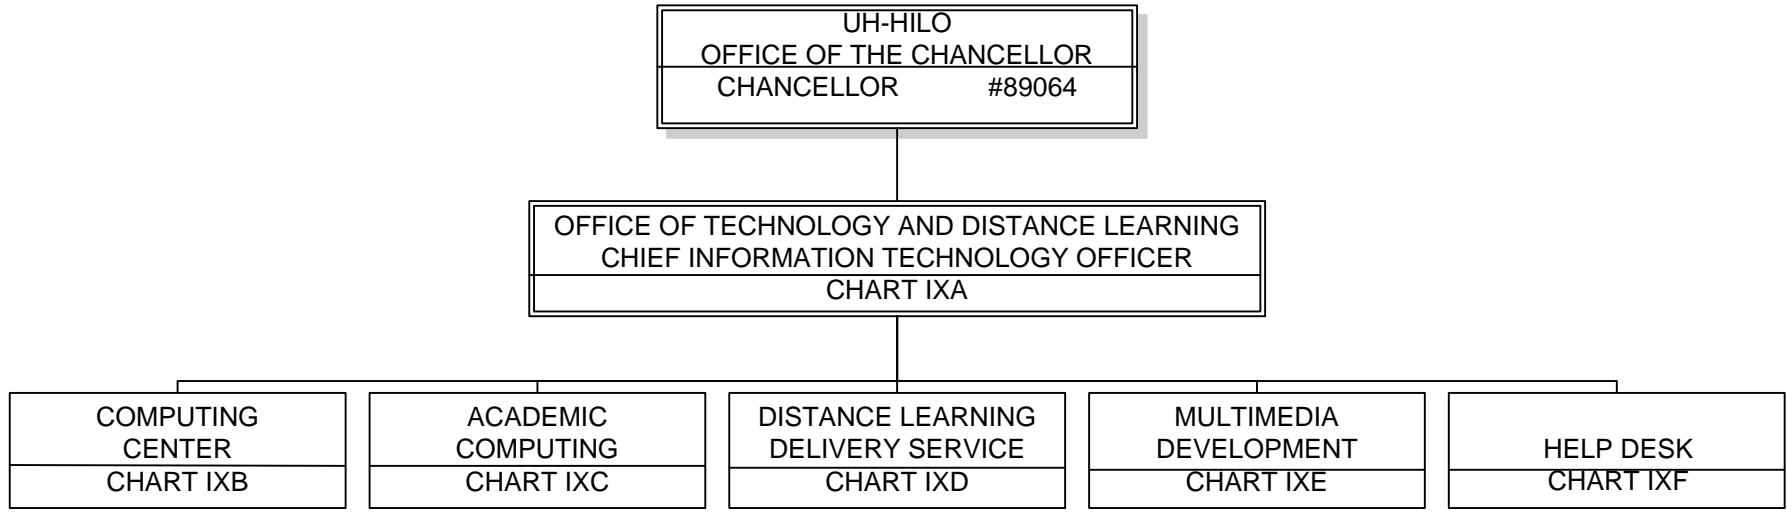 UH-HILO
OFFICE OF THE CHANCELLOR
CHANCELLOR #89064
OFFICE OF TECHNOLOGY AND DISTANCE LEARNING
CHIEF INFORMATION TECHNOLOGY OFFICER
CHART IXA
COMPUTING
CENTER
CHART IXB
ACADEMIC
COMPUTING
CHART IXC
DISTANCE LEARNING
DELIVERY SERVICE
CHART IXD
MULTIMEDIA
DEVELOPMENT
CHART IXE
HELP DESK
CHART IXF